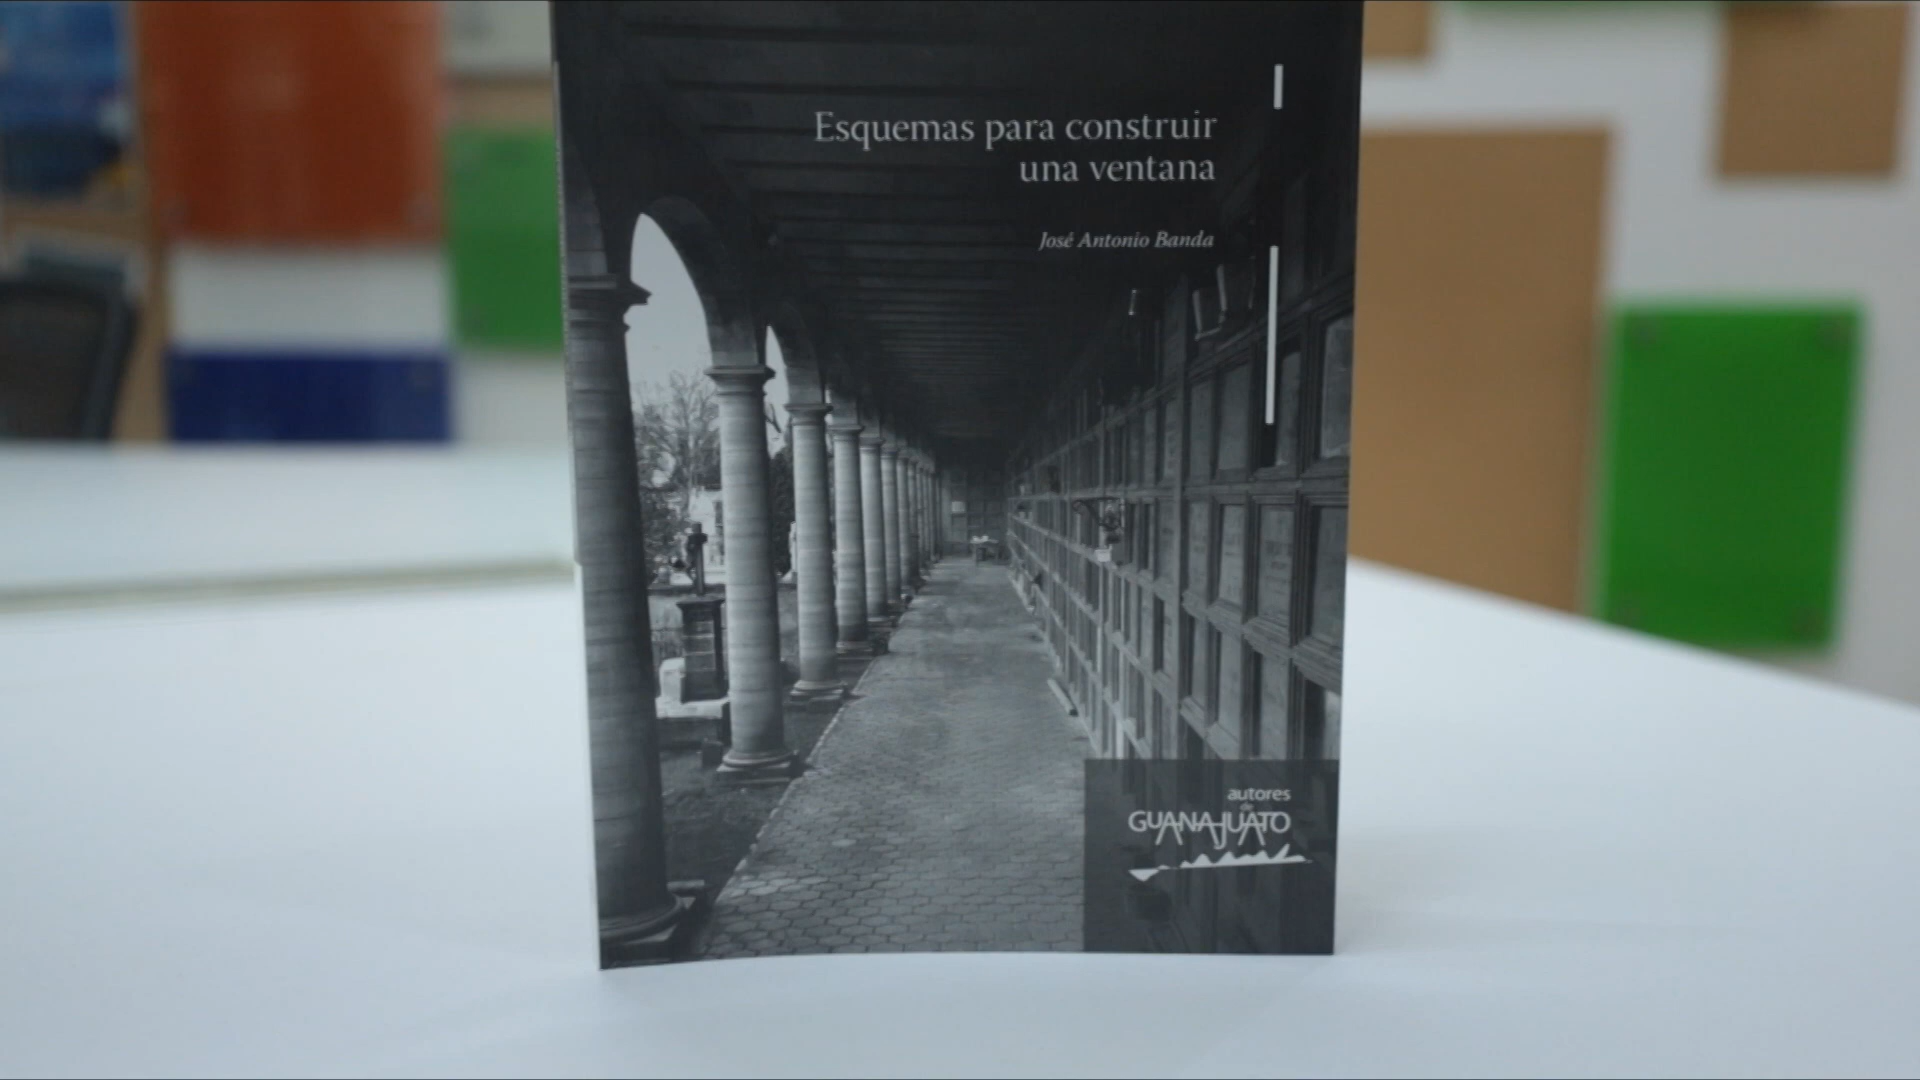 Esquemas para construir
una ventana
José Antonio Banda
autores
de
GUANAJUATO